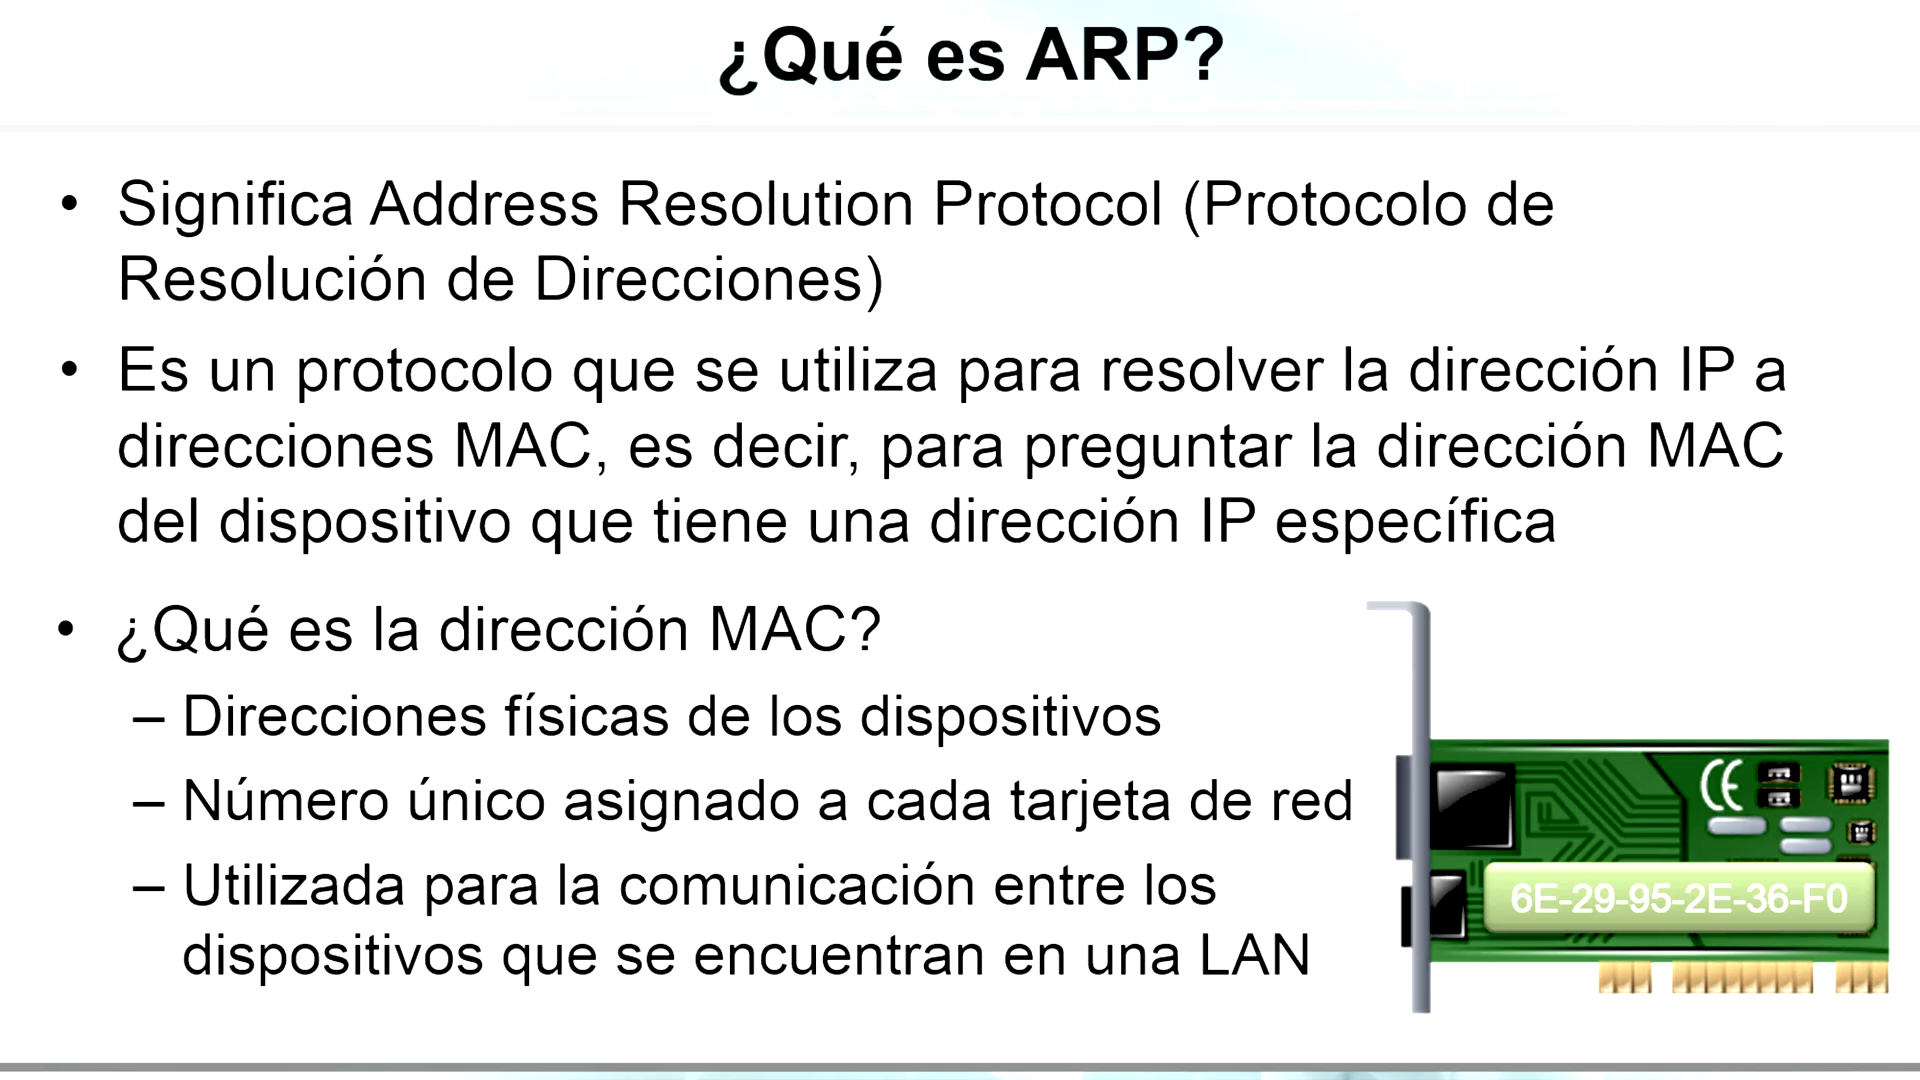 ¿Qué es ARP?
• Significa Address Resolution Protocol (Protocolo de
Resolución de Direcciones)
• Es un protocolo que se utiliza para resolver la dirección IP a
direcciones MAC, es decir, para preguntar la dirección MAC
del dispositivo que tiene una dirección IP específica
• ¿Qué es la dirección MAC?
– Direcciones físicas de los dispositivos
– Número único asignado a cada tarjeta de red
– Utilizada para la comunicación entre los
dispositivos que se encuentran en una LAN
CE
6E-29-95-2E-36-F0